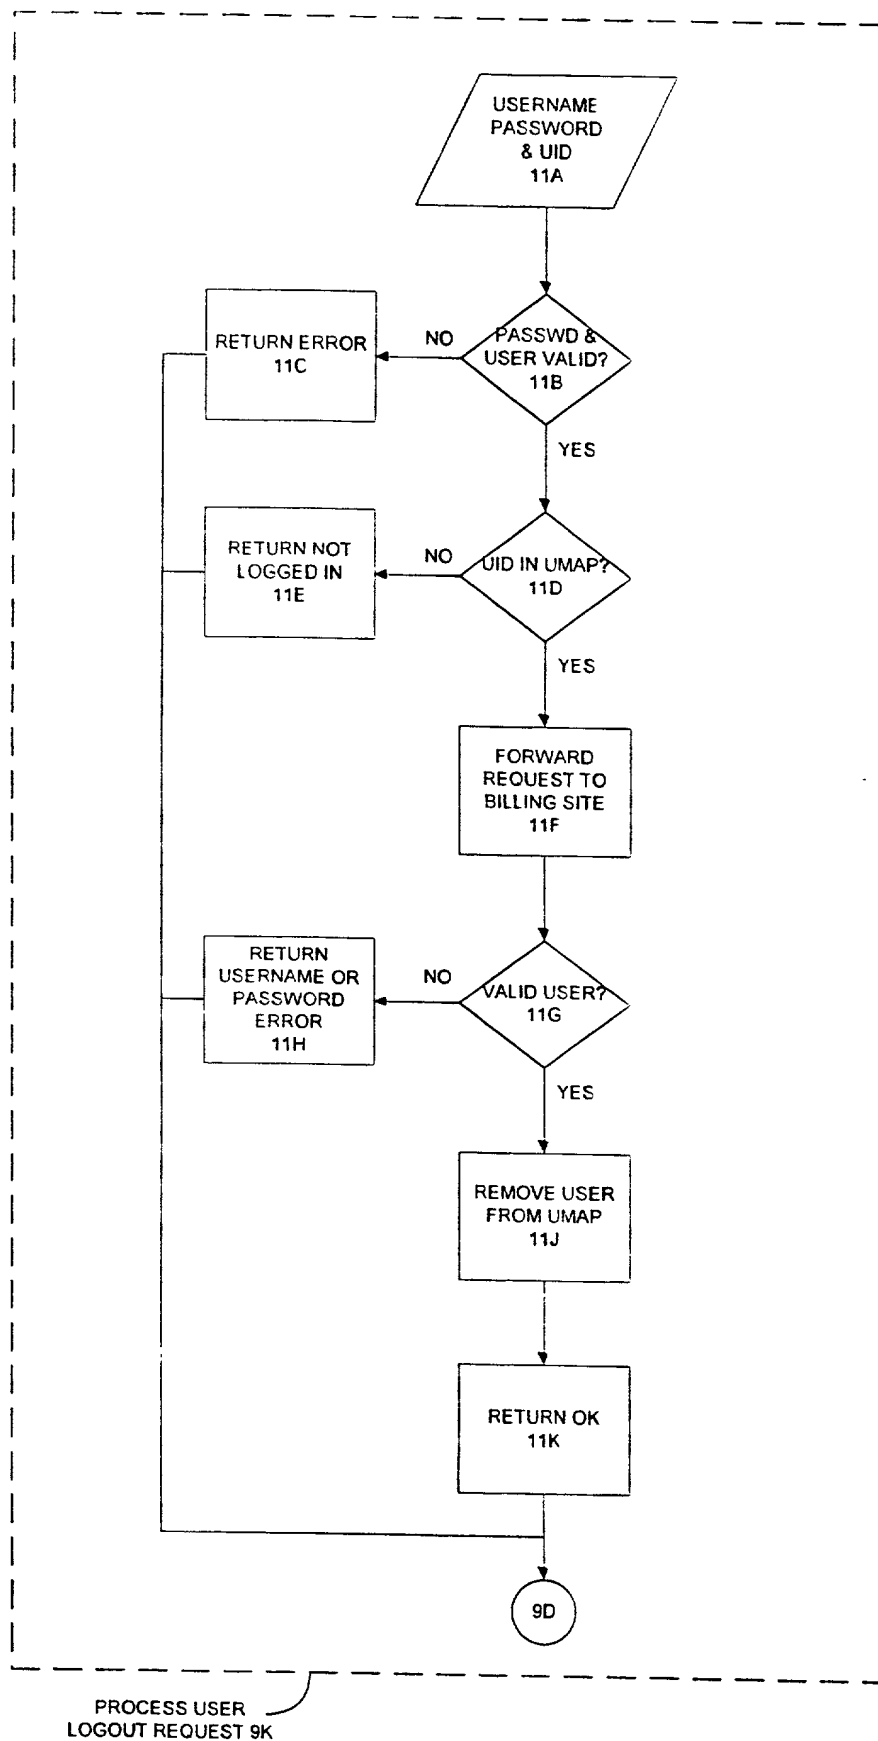 USERNAME
PASSWORD
& UID
11A
PASSWD &
USER VALID?
11B
NO
RETURN ERROR
11C
YES
UID IN UMAP?
11D
NO
RETURN NOT
LOGGED IN
11E
YES
FORWARD
REQUEST TO
BILLING SITE
11F
VALID USER?
11G
NO
RETURN
USERNAME OR
PASSWORD
ERROR
11H
YES
REMOVE USER
FROM UMAP
11J
RETURN OK
11K
9D
PROCESS USER
LOGOUT REQUEST 9K